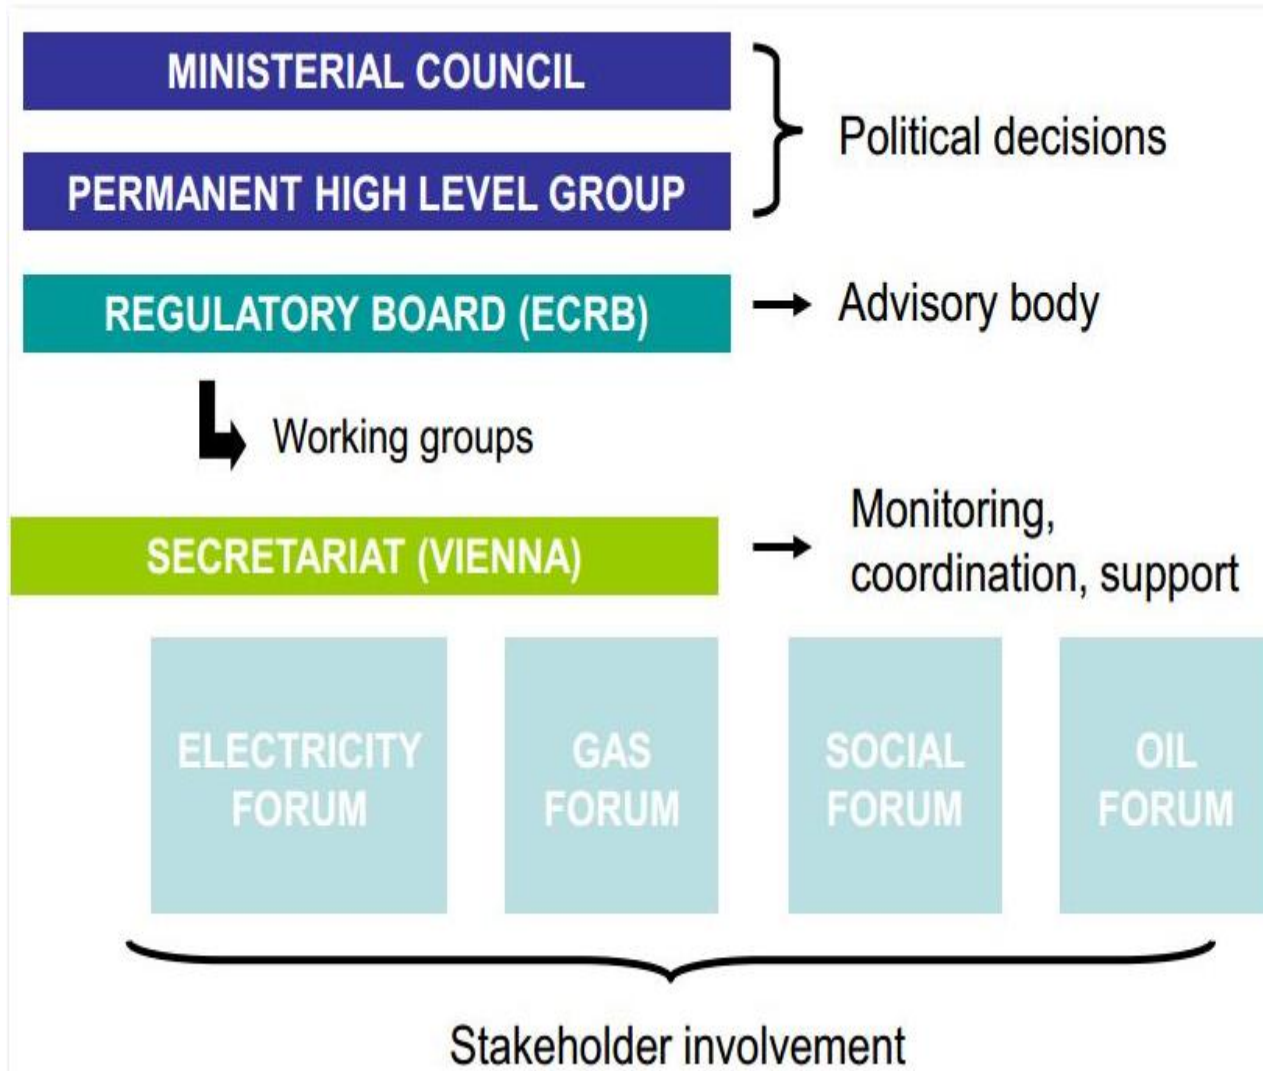 MINISTERIAL COUNCIL
Political decisions
PERMANENT HIGH LEVEL GROUP
REGULATORY BOARD (ECRB)
Advisory body
Working groups
SECRETARIAT (VIENNA)
Monitoring,
coordination, support
ELECTRICITY
FORUM
GAS
FORUM
SOCIAL
FORUM
OIL
FORUM
Stakeholder involvement